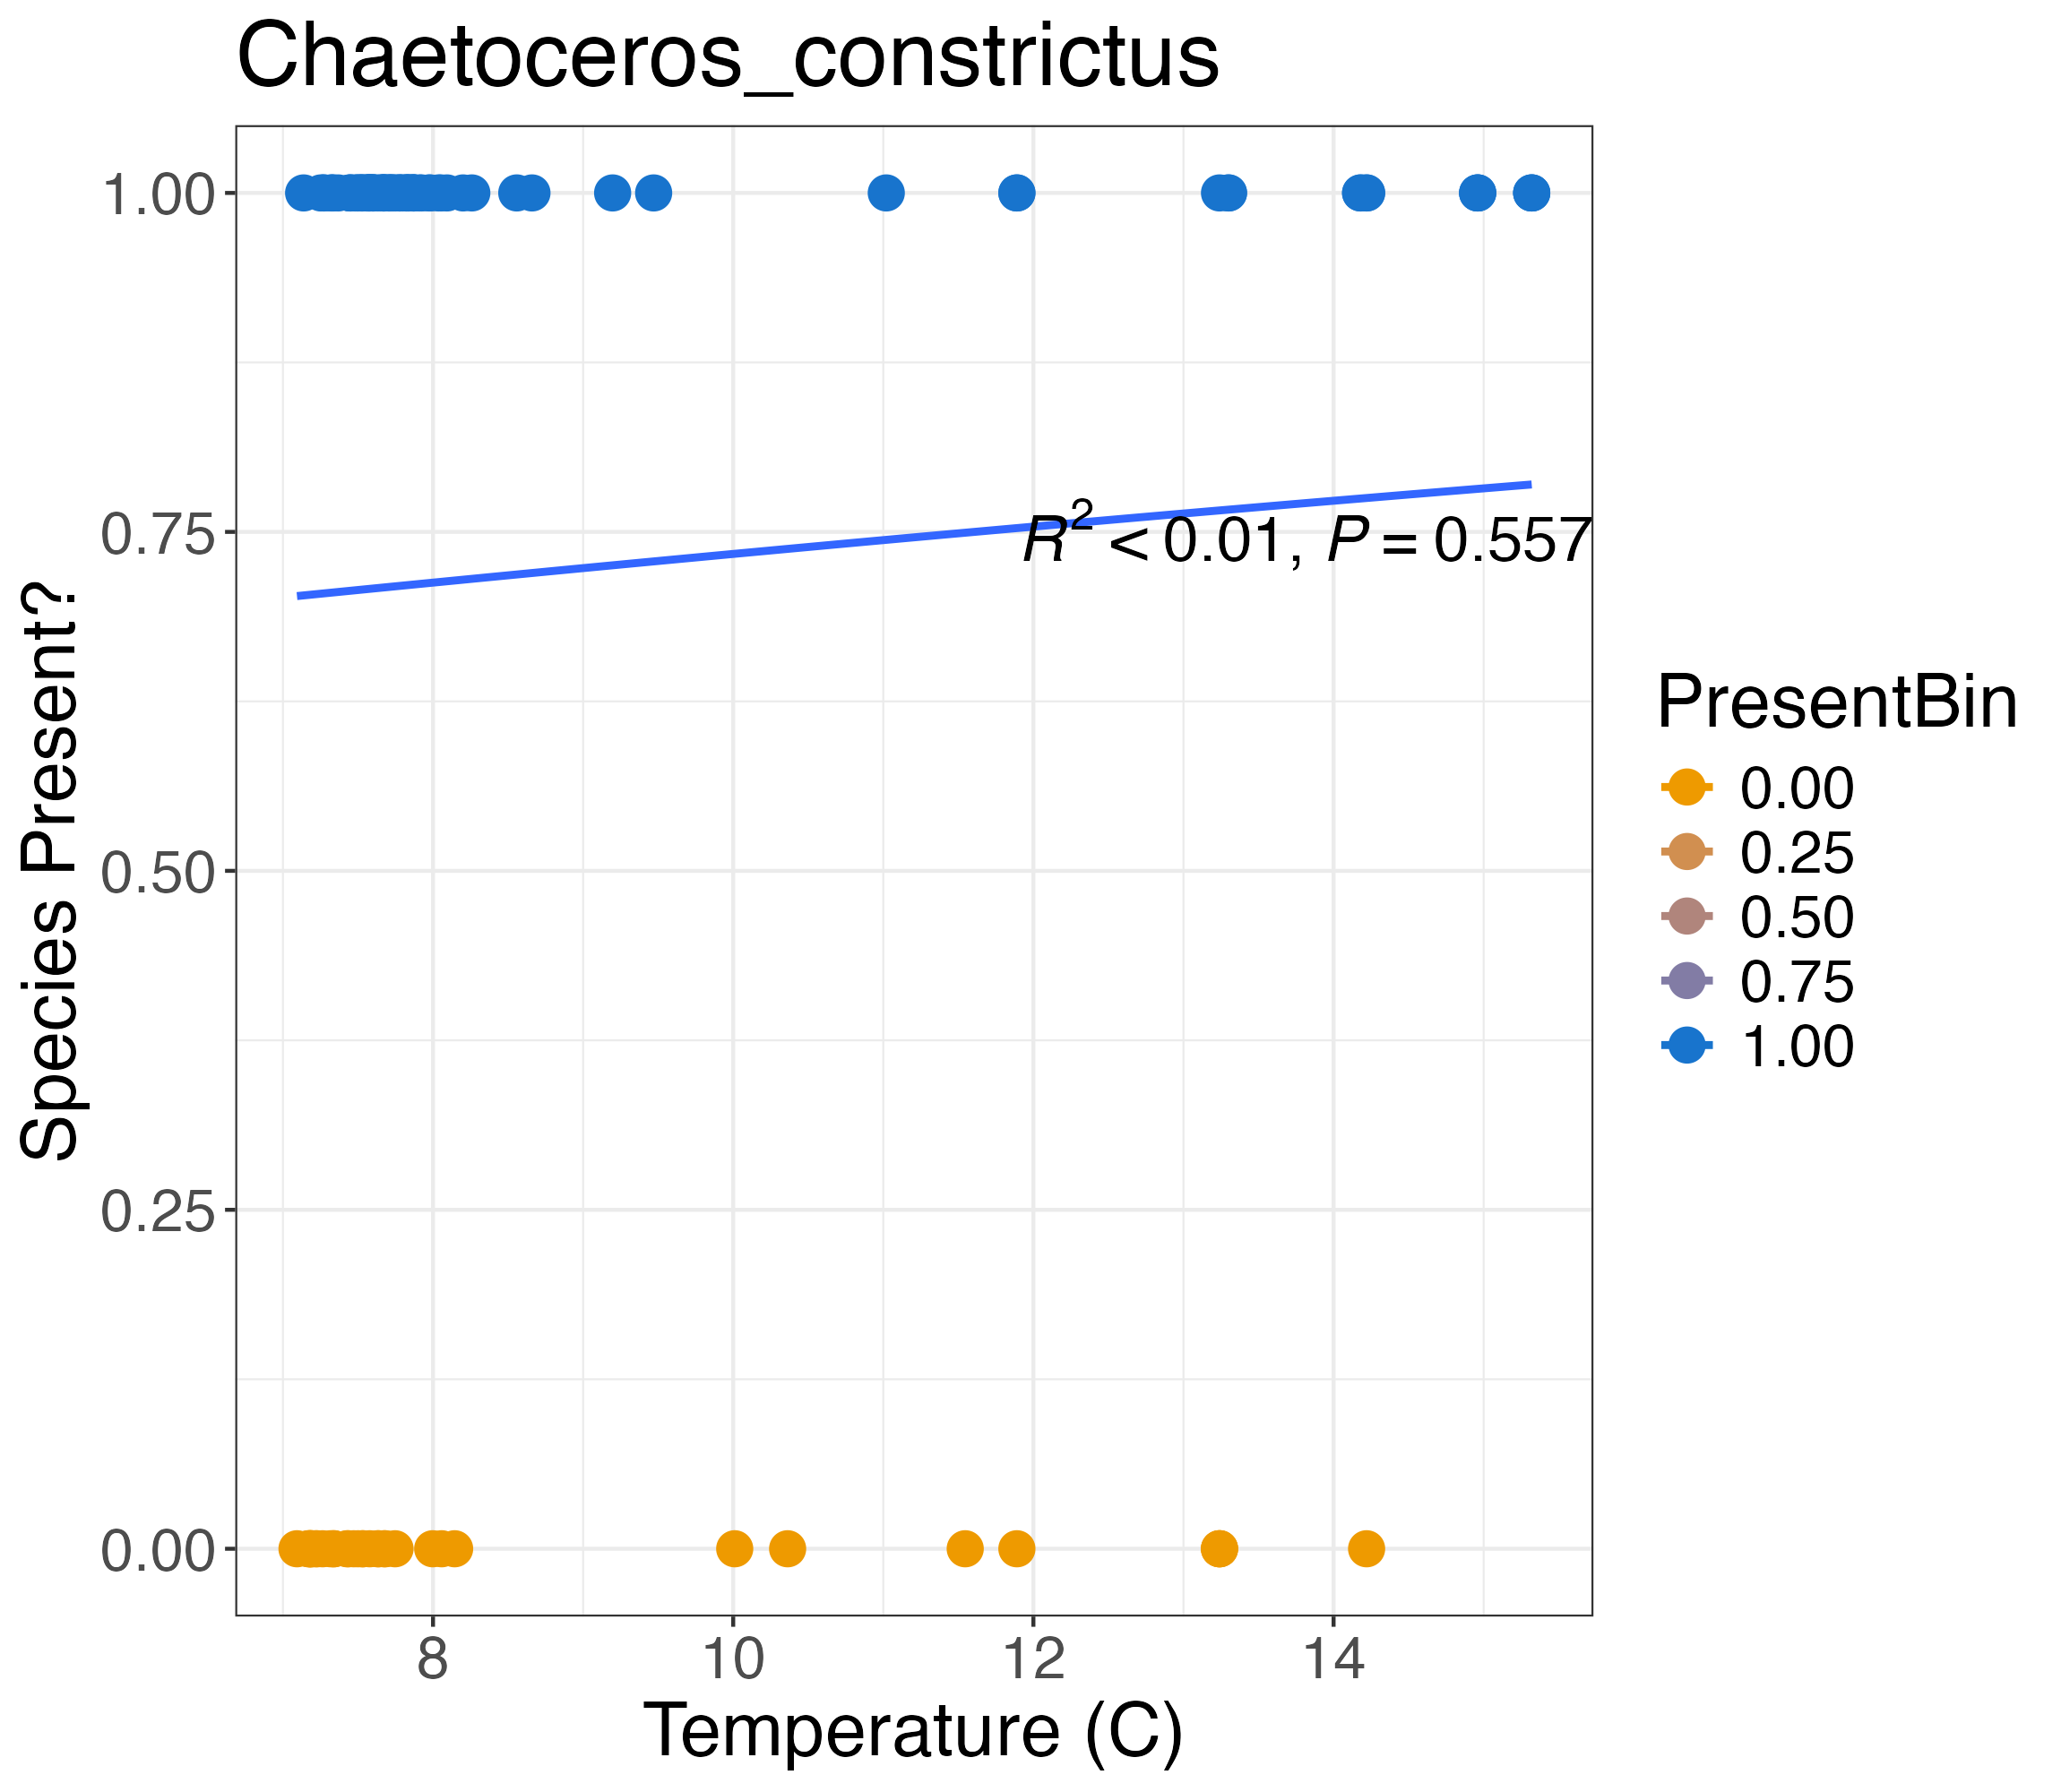 Chaetoceros_constrictus
1.00
0.75
0.50
0.25
0.00
Species Present?
R² < 0.01, P = 0.557
8 10 12 14
Temperature (C)
PresentBin
0.00
0.25
0.50
0.75
1.00